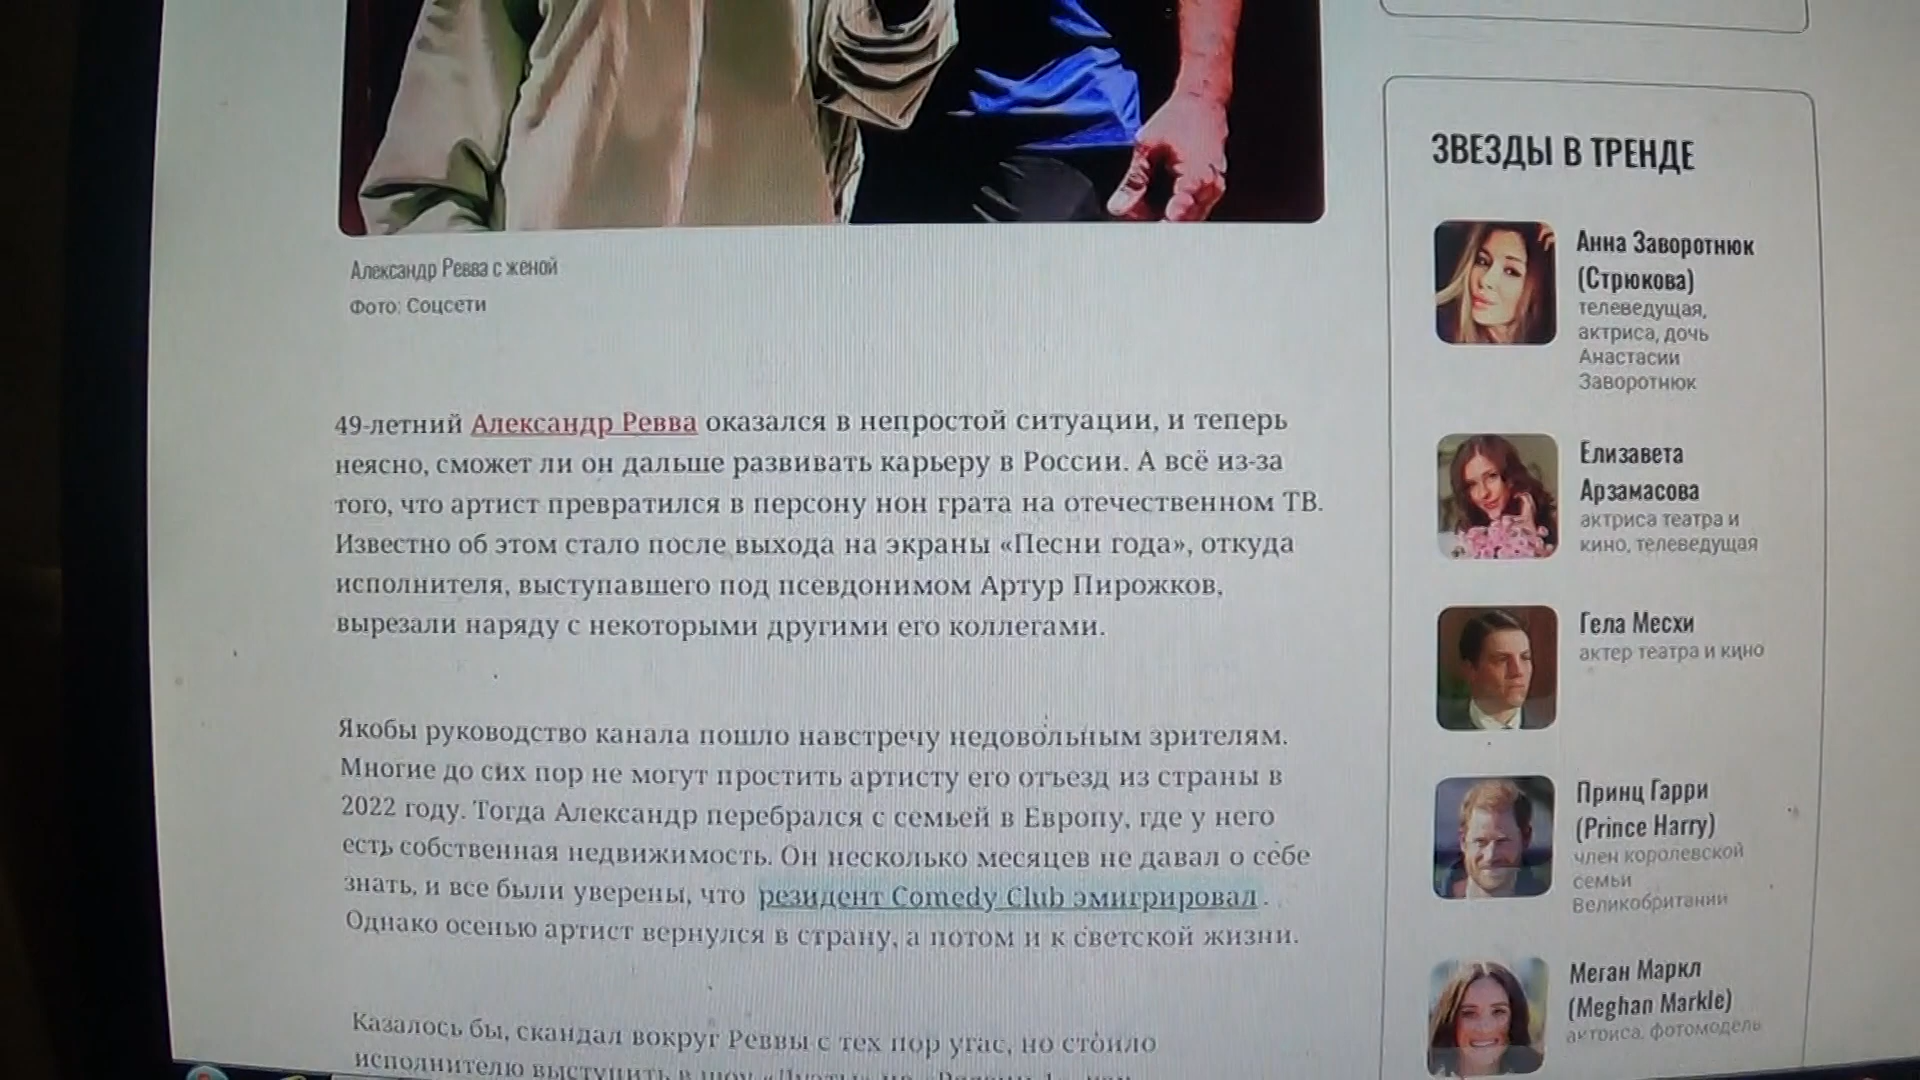 Александр Ревва с женой
Фото: Соцсети
49-летний Александр Ревва оказался в непростой ситуации, и теперь
неясно, сможет ли он дальше развивать карьеру в России. А всё из-за
того, что артист превратился в персону нон грата на отечественном ТВ.
Известно об этом стало после выхода на экраны «Песни года», откуда
исполнителя, выступавшего под псевдонимом Артур Пирожков,
вырезали наряду с некоторыми другими его коллегами.
Якобы руководство канала пошло навстречу недовольным зрителям.
Многие до сих пор не могут простить артисту его отъезд из страны в
2022 году. Тогда Александр перебрался с семьей в Европу, где у него
есть собственная недвижимость. Он несколько месяцев не давал о себе
знать, и все были уверены, что резидент Comedy Club эмигрировал.
Однако осенью артист вернулся в страну, а потом и к светской жизни.
Казалось бы, скандал вокруг Реввы с тех пор угас, но стоило
исполнителю выступить в шоу
ЗВЕЗДЫ В ТРЕНДЕ
Анна Заворотнюк
(Стрюкова)
телеведущая,
актриса, дочь
Анастасии
Заворотнюк
Елизавета
Арзамасова
актриса театра и
кино, телеведущая
Гела Месхи
актер театра и кино
Принц Гарри
(Prince Harry)
член королевской
семьи
Великобритании
Меган Маркл
(Meghan Markle)
актриса, фотомодель